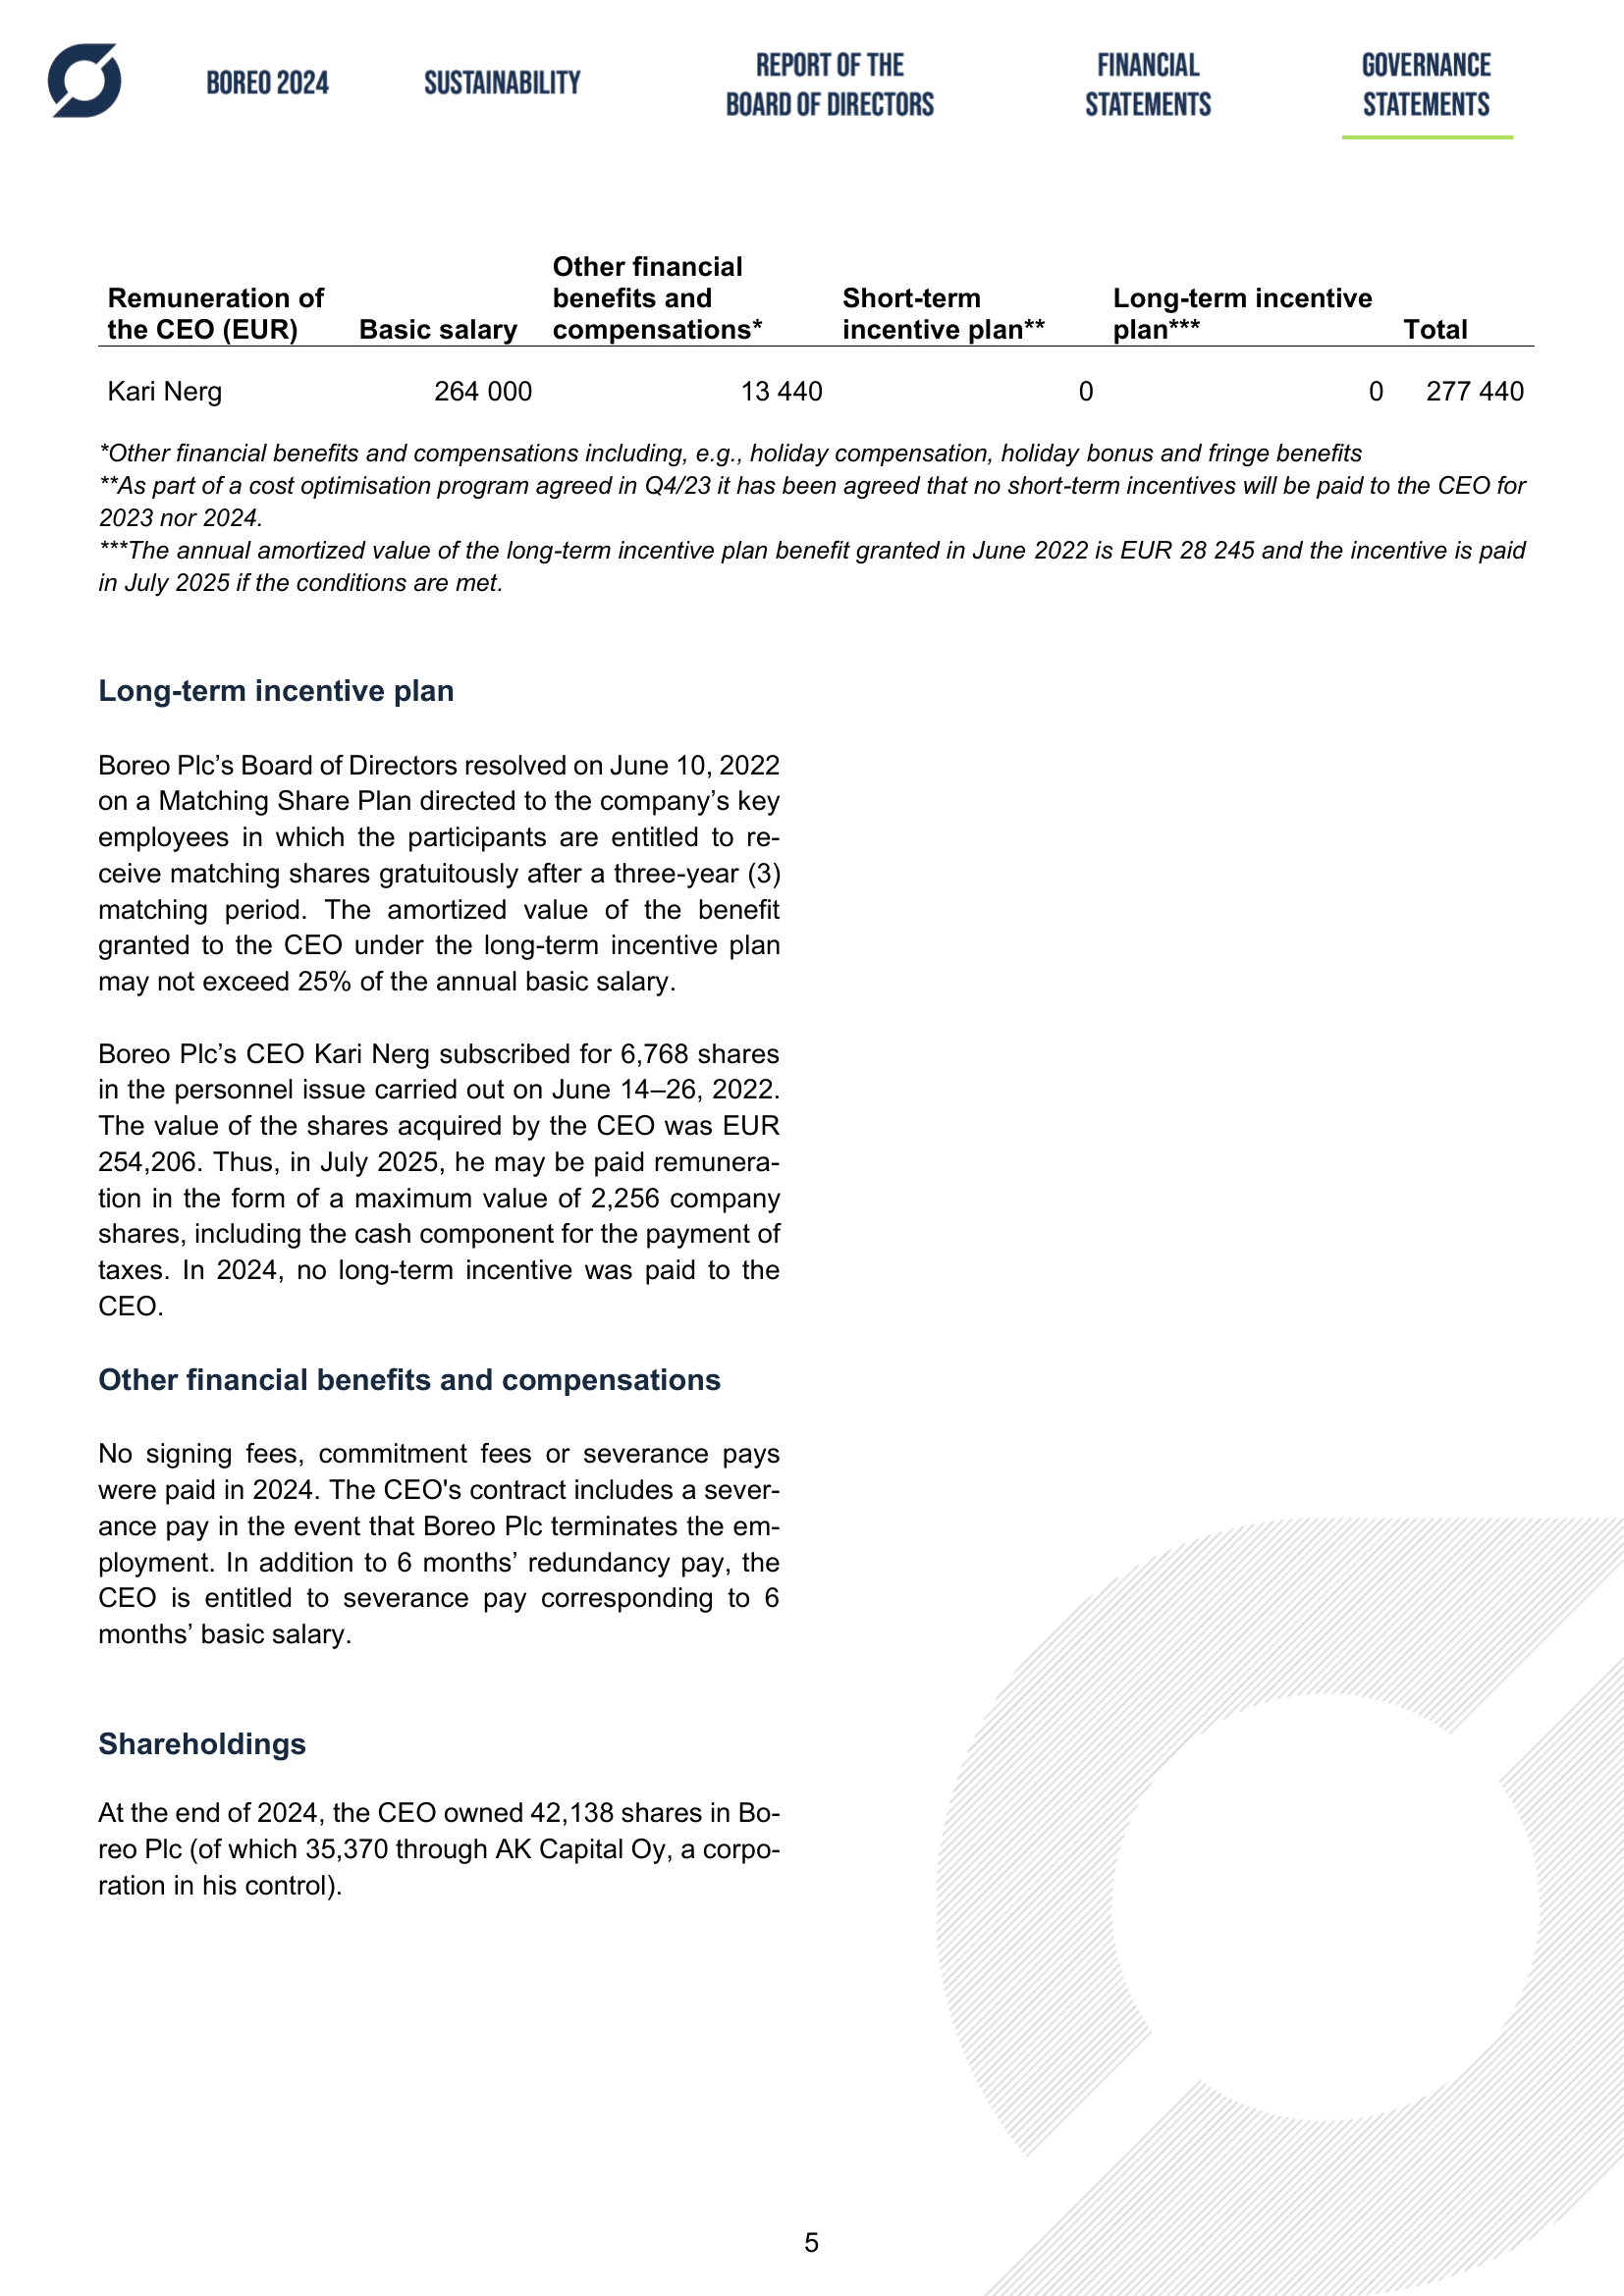 BOREO 2024
SUSTAINABILITY
REPORT OF THE
BOARD OF DIRECTORS
FINANCIAL
STATEMENTS
GOVERNANCE
STATEMENTS
Remuneration of
the CEO (EUR)
Basic salary
Other financial
benefits and
compensations*
Short-term
incentive plan**
Long-term incentive
plan***
Total
Kari Nerg 264 000 13 440 0 0 277 440
*Other financial benefits and compensations including, e.g., holiday compensation, holiday bonus and fringe benefits
**As part of a cost optimisation program agreed in Q4/23 it has been agreed that no short-term incentives will be paid to the CEO for
2023 nor 2024.
***The annual amortized value of the long-term incentive plan benefit granted in June 2022 is EUR 28 245 and the incentive is paid
in July 2025 if the conditions are met.
Long-term incentive plan
Boreo Plc’s Board of Directors resolved on June 10, 2022
on a Matching Share Plan directed to the company’s key
employees in which the participants are entitled to re-
ceive matching shares gratuitously after a three-year (3)
matching period. The amortized value of the benefit
granted to the CEO under the long-term incentive plan
may not exceed 25% of the annual basic salary.
Boreo Plc’s CEO Kari Nerg subscribed for 6,768 shares
in the personnel issue carried out on June 14–26, 2022.
The value of the shares acquired by the CEO was EUR
254,206. Thus, in July 2025, he may be paid remunera-
tion in the form of a maximum value of 2,256 company
shares, including the cash component for the payment of
taxes. In 2024, no long-term incentive was paid to the
CEO.
Other financial benefits and compensations
No signing fees, commitment fees or severance pays
were paid in 2024. The CEO's contract includes a sever-
ance pay in the event that Boreo Plc terminates the em-
ployment. In addition to 6 months’ redundancy pay, the
CEO is entitled to severance pay corresponding to 6
months’ basic salary.
Shareholdings
At the end of 2024, the CEO owned 42,138 shares in Bo-
reo Plc (of which 35,370 through AK Capital Oy, a corpo-
ration in his control).
5